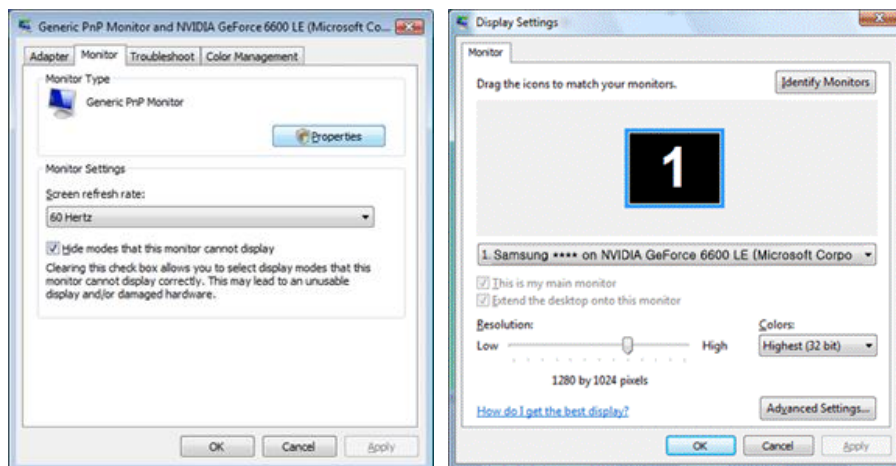 Generic PnP Monitor and NVIDIA GeForce 6600 LE (Microsoft Co...
Adapter Monitor Troubleshoot Color Management
Monitor Type
Generic PnP Monitor
Properties
Monitor Settings
Screen refresh rate:
60 Hertz
Hide modes that this monitor cannot display
Clearing this check box allows you to select display modes that this
monitor cannot display correctly. This may lead to an unusable
display and/or damaged hardware.
OK Cancel Apply
Display Settings
Monitor
Drag the icons to match your monitors.
Identify Monitors
1
1. Samsung **** on NVIDIA GeForce 6600 LE (Microsoft Corpo
This is my main monitor
Extend the desktop onto this monitor
Resolution:
Low High
1280 by 1024 pixels
Colors:
Highest (32 bit)
How do I get the best display?
Advanced Settings...
OK Cancel Apply